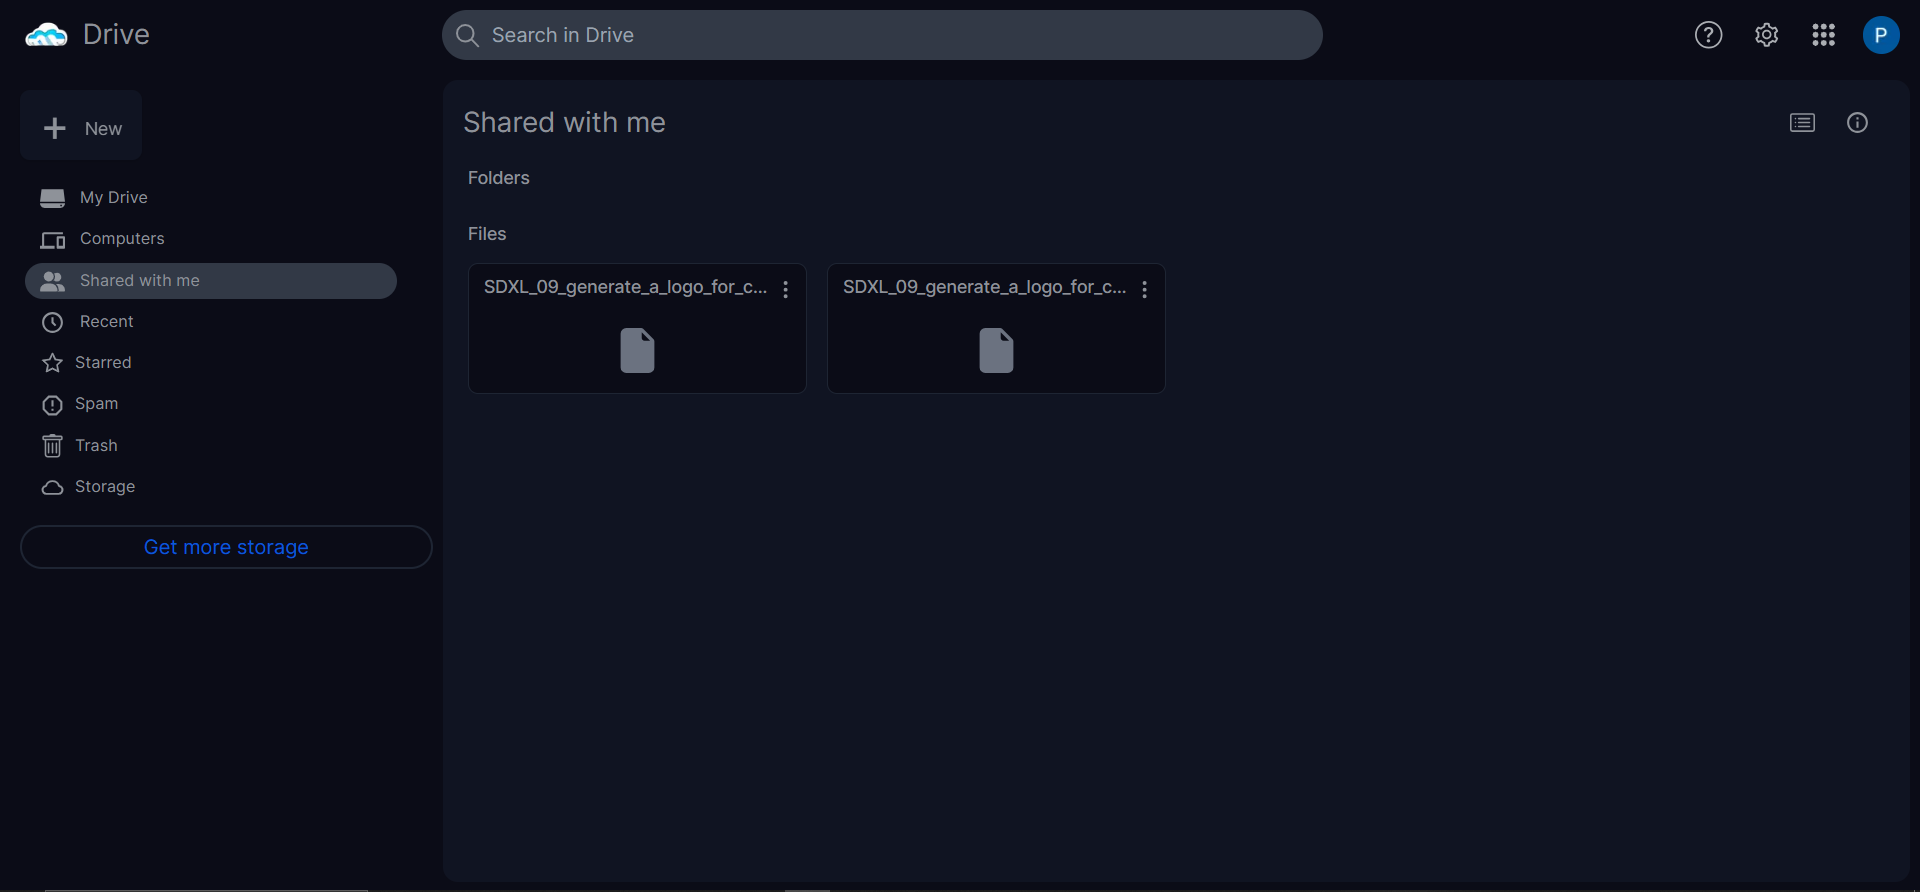 Drive
Search in Drive
P
New
My Drive
Computers
Shared with me
Recent
Starred
Spam
Trash
Storage
Get more storage
Shared with me
Folders
Files
SDXL_09_generate_a_logo_for_c...
SDXL_09_generate_a_logo_for_c...